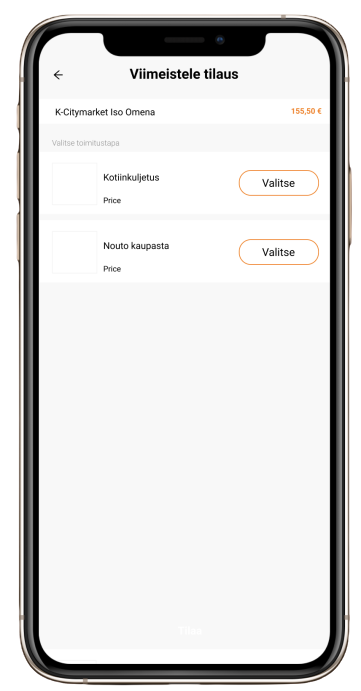 Viimeistele tilaus
K-Citymarket Iso Omena 155,50 €
Valitse toimitustapa
Kotiinkuljetus
Price
Valitse
Nouto kaupasta
Price
Valitse
Tilaa